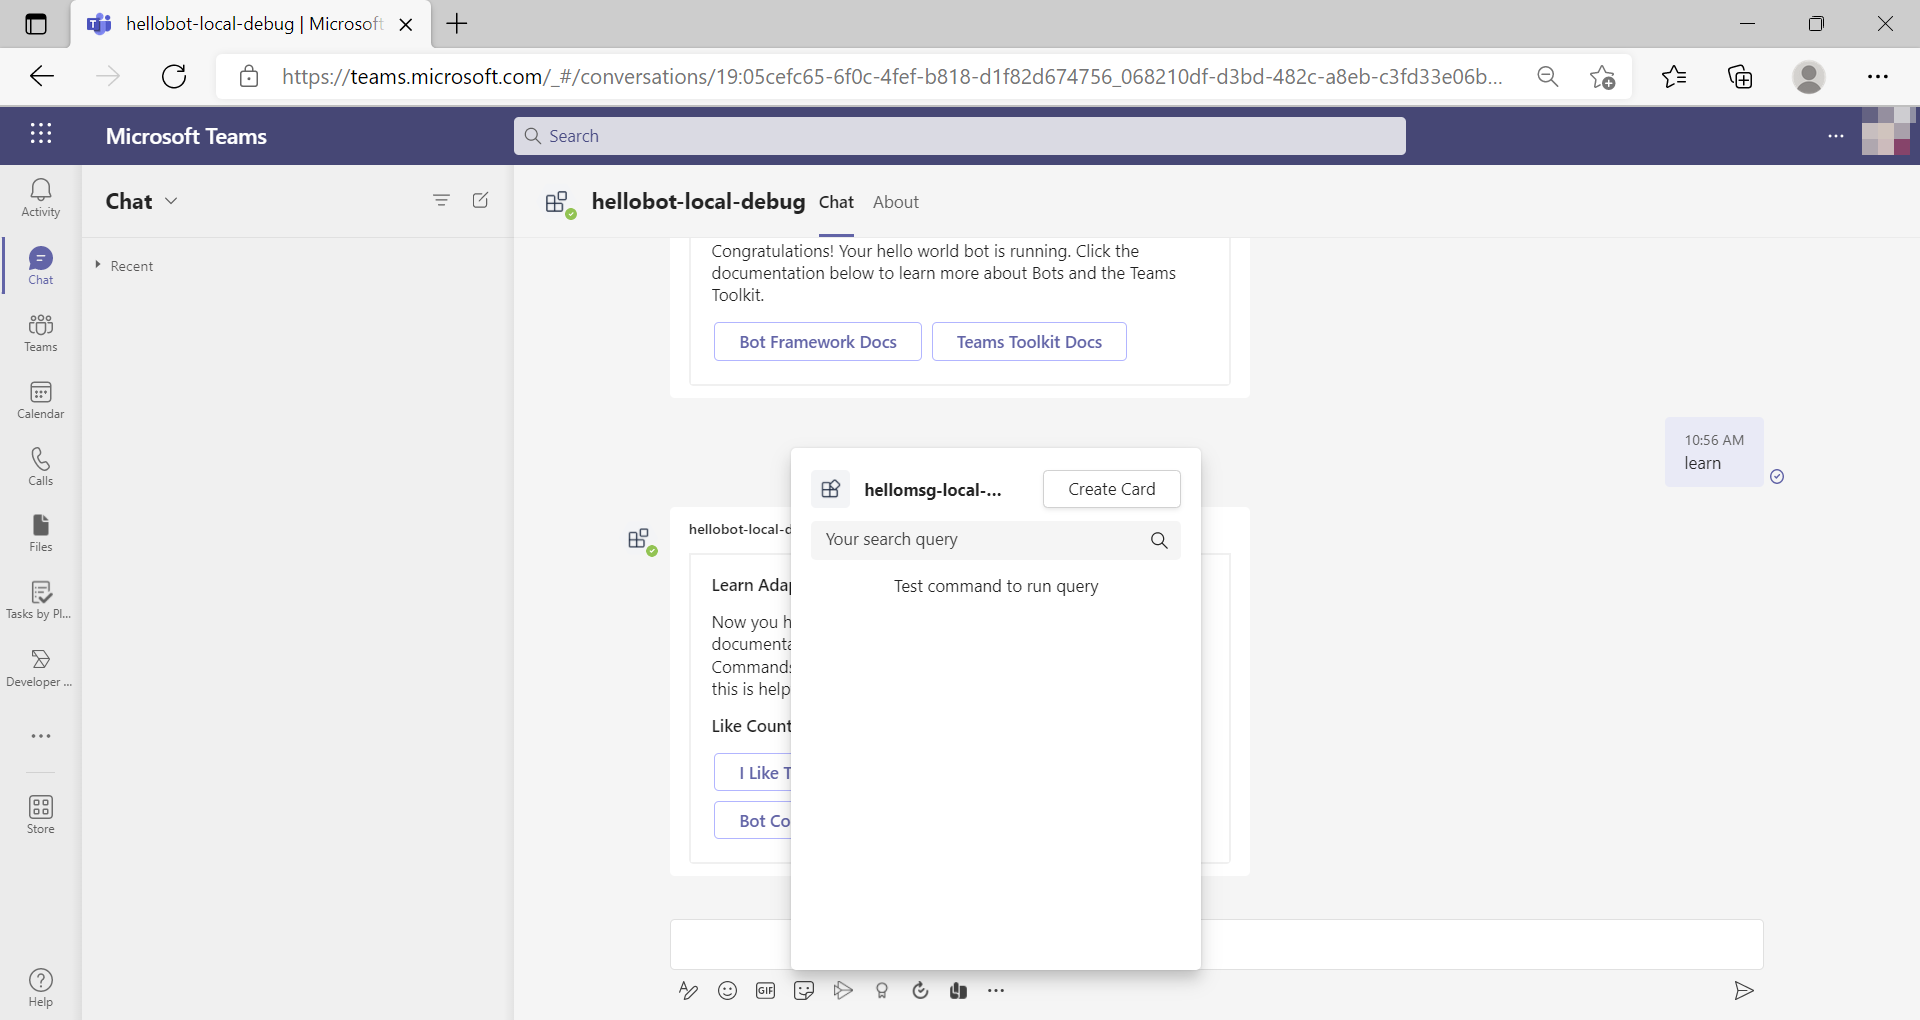 hellobot-local-debug | Microsoft
https://teams.microsoft.com/_#/conversations/19:05cefc65-6f0c-4fef-b818-d1f82d674756_068210df-d3bd-482c-a8eb-c3fd33e06b...
Microsoft Teams
Search
Activity
Chat
Teams
Calendar
Calls
Files
Tasks by Pl...
Developer ...
Store
Help
Chat
Recent
hellobot-local-debug
Chat
About
Congratulations! Your hello world bot is running. Click the
documentation below to learn more about Bots and the Teams
Toolkit.
Bot Framework Docs
Teams Toolkit Docs
10:56 AM
learn
hellobot-local-d
Learn Ada
Now you h
document
Command
this is help
Like Count
I Like T
Bot Co
hellomsg-local-...
Create Card
Your search query
Test command to run query
GIF